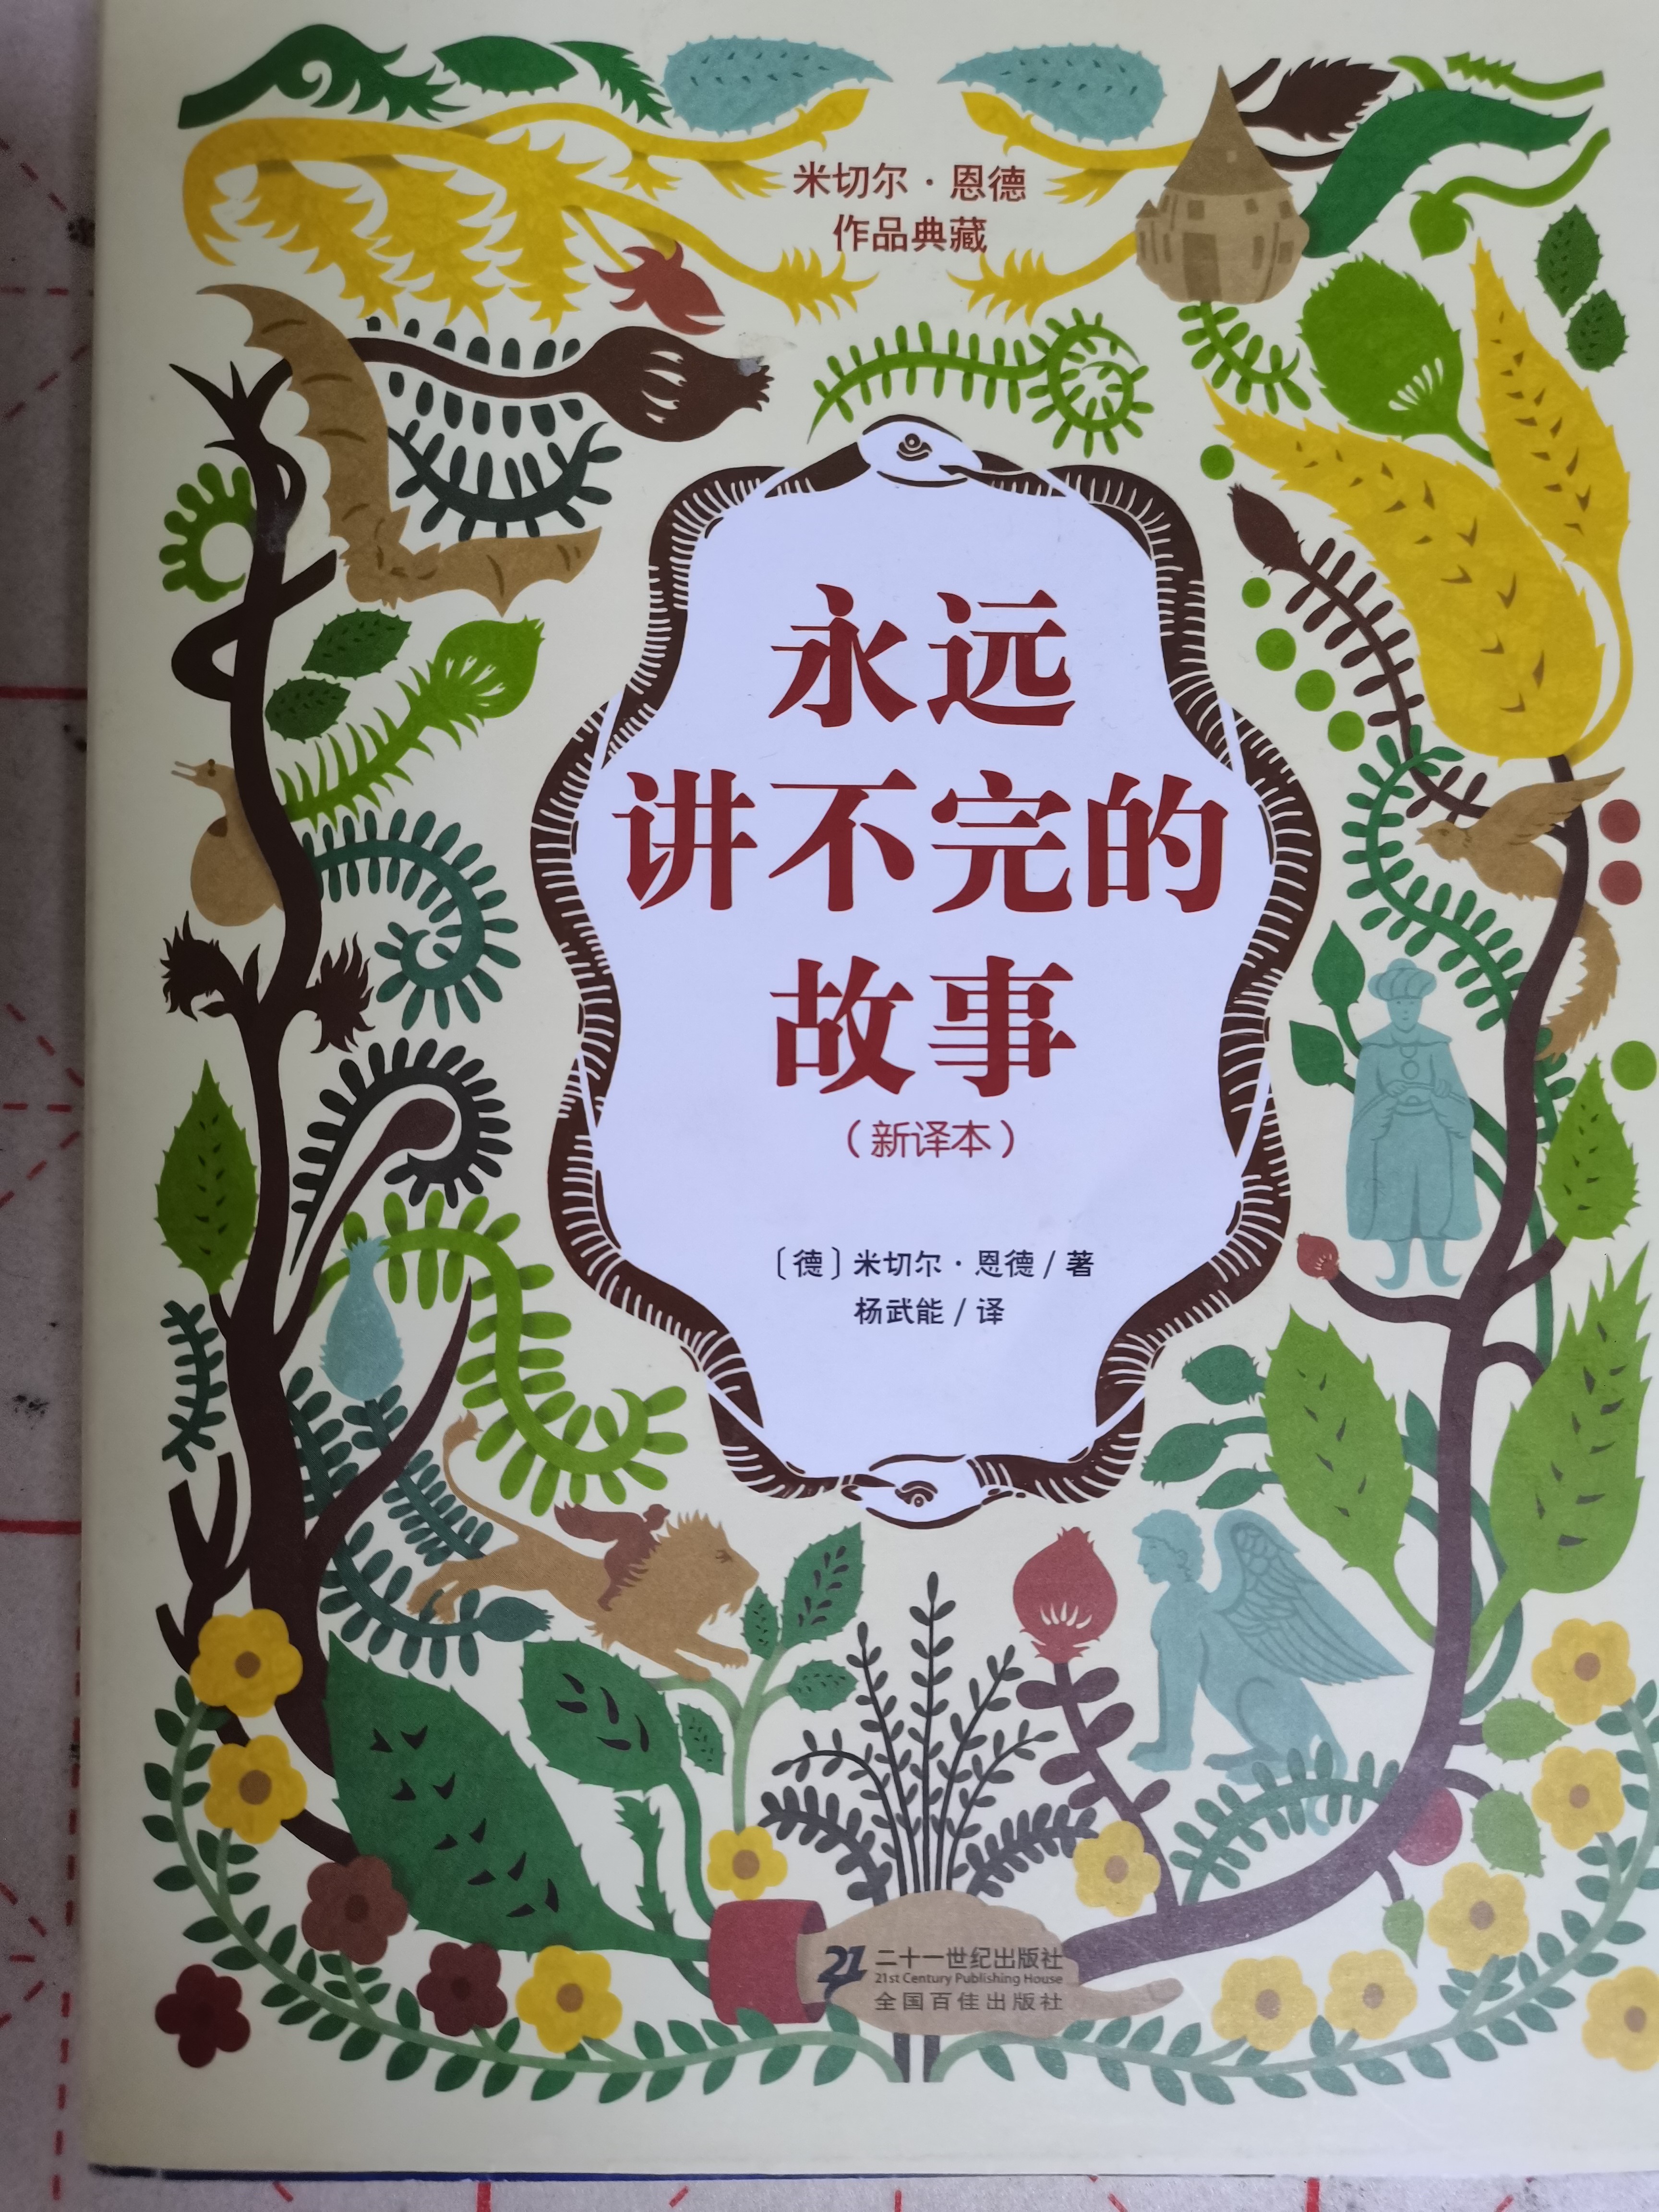 米切尔·恩德
作品典藏
永远
讲不完的
故事
（新译本）
〔德〕米切尔·恩德/著
杨武能/译
21 二十一世纪出版社
21st Century Publishing House
全国百佳出版社